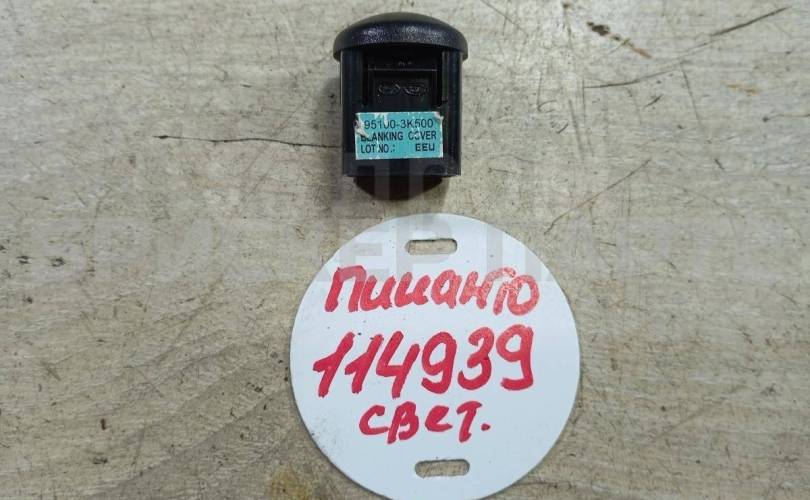 95100-3K500
BLANKING COVER
LOT NO.: EEU
Пиканто
114939
свет.